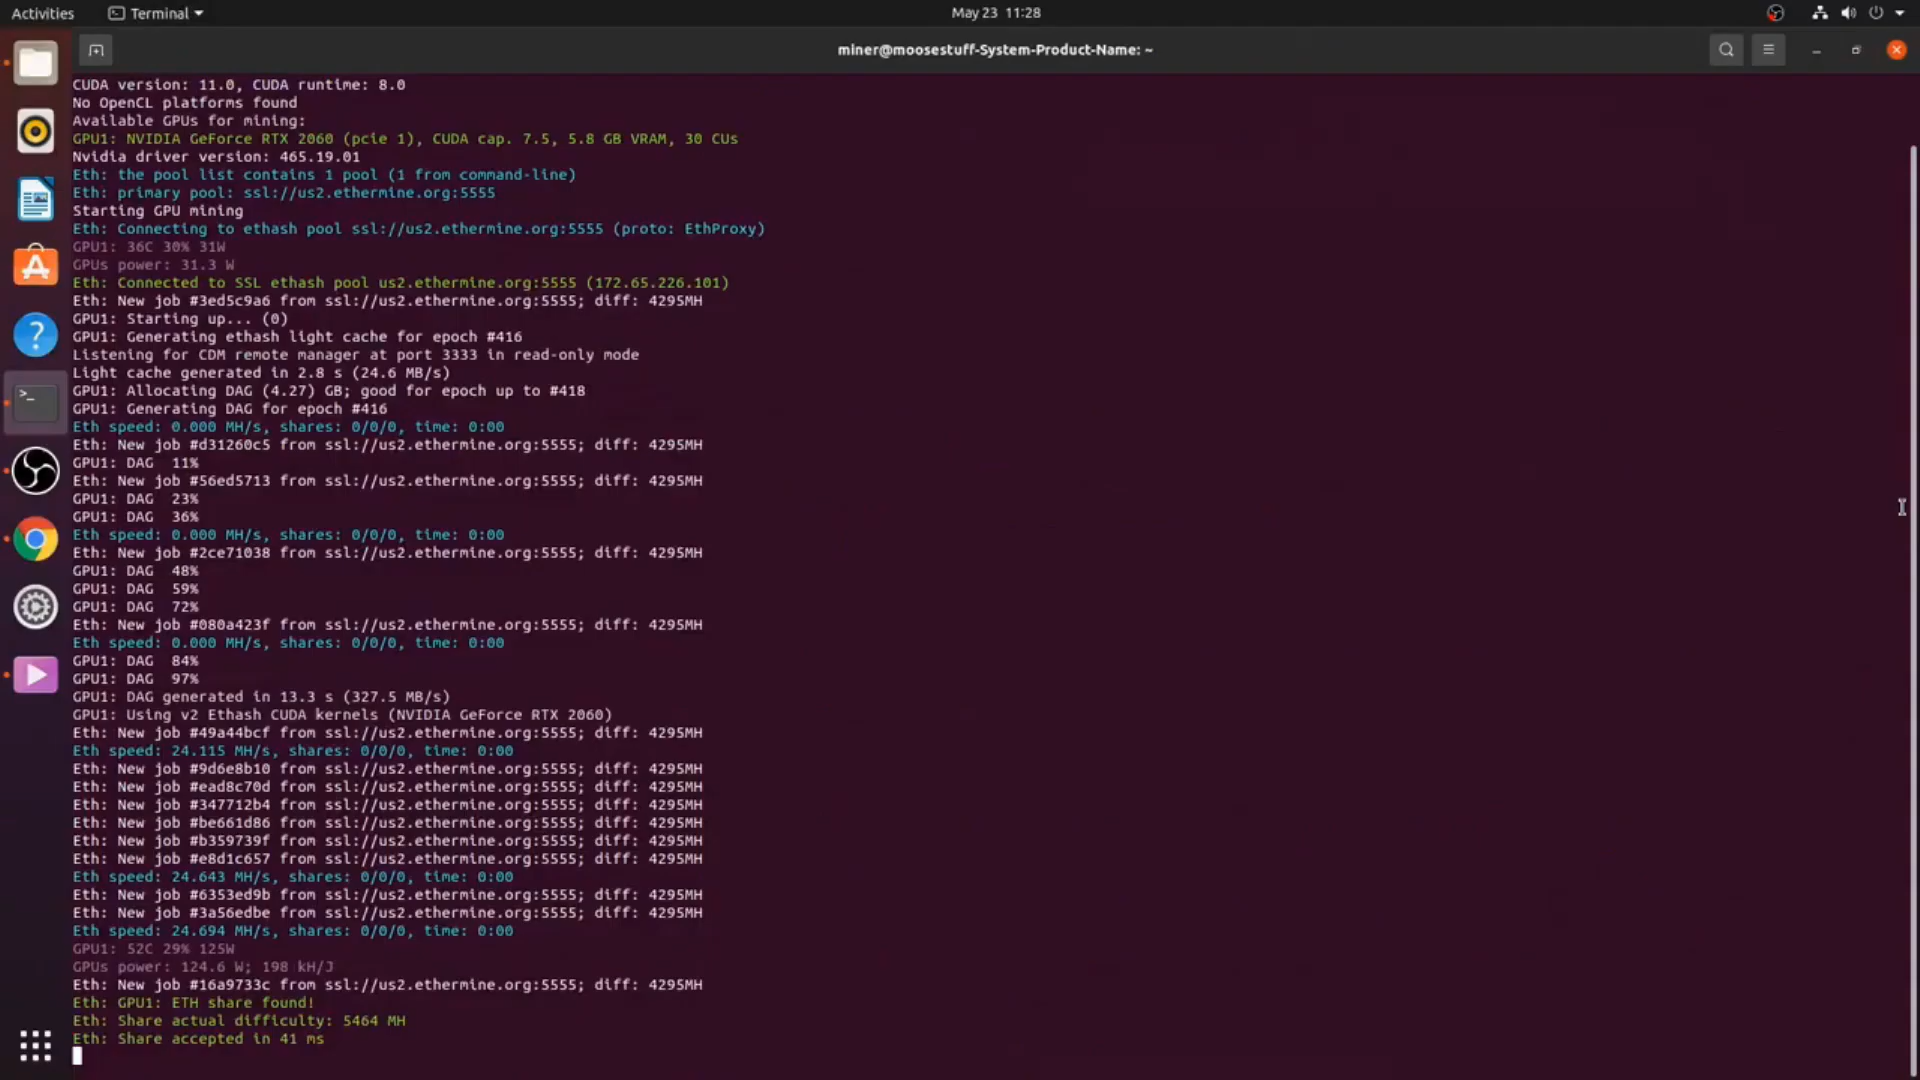 Activities
Terminal
May 23 11:28
miner@moosestuff-System-Product-Name: ~
CUDA version: 11.0, CUDA runtime: 8.0
No OpenCL platforms found
Available GPUs for mining:
GPU1: NVIDIA GeForce RTX 2060 (pcie 1), CUDA cap. 7.5, 5.8 GB VRAM, 30 CUs
Nvidia driver version: 465.19.01
Eth: the pool list contains 1 pool (1 from command-line)
Eth: primary pool: ssl://us2.ethermine.org:5555
Starting GPU mining
Eth: Connecting to ethash pool ssl://us2.ethermine.org:5555 (proto: EthProxy)
GPU1: 36C 30% 31W
GPUs power: 31.3 W
Eth: Connected to SSL ethash pool us2.ethermine.org:5555 (172.65.226.101)
Eth: New job #3ed5c9a6 from ssl://us2.ethermine.org:5555; diff: 4295MH
GPU1: Starting up... (0)
GPU1: Generating ethash light cache for epoch #416
Listening for CDM remote manager at port 3333 in read-only mode
Light cache generated in 2.8 s (24.6 MB/s)
GPU1: Allocating DAG (4.27) GB; good for epoch up to #418
GPU1: Generating DAG for epoch #416
Eth speed: 0.000 MH/s, shares: 0/0/0, time: 0:00
Eth: New job #d31260c5 from ssl://us2.ethermine.org:5555; diff: 4295MH
GPU1: DAG  11%
Eth: New job #56ed5713 from ssl://us2.ethermine.org:5555; diff: 4295MH
GPU1: DAG  23%
GPU1: DAG  36%
Eth speed: 0.000 MH/s, shares: 0/0/0, time: 0:00
Eth: New job #2ce71038 from ssl://us2.ethermine.org:5555; diff: 4295MH
GPU1: DAG  48%
GPU1: DAG  59%
GPU1: DAG  72%
Eth: New job #080a423f from ssl://us2.ethermine.org:5555; diff: 4295MH
Eth speed: 0.000 MH/s, shares: 0/0/0, time: 0:00
GPU1: DAG  84%
GPU1: DAG  97%
GPU1: DAG generated in 13.3 s (327.5 MB/s)
GPU1: Using v2 Ethash CUDA kernels (NVIDIA GeForce RTX 2060)
Eth: New job #49a44bcf from ssl://us2.ethermine.org:5555; diff: 4295MH
Eth speed: 24.115 MH/s, shares: 0/0/0, time: 0:00
Eth: New job #9d6e8b10 from ssl://us2.ethermine.org:5555; diff: 4295MH
Eth: New job #ead8c70d from ssl://us2.ethermine.org:5555; diff: 4295MH
Eth: New job #347712b4 from ssl://us2.ethermine.org:5555; diff: 4295MH
Eth: New job #be661d86 from ssl://us2.ethermine.org:5555; diff: 4295MH
Eth: New job #b359739f from ssl://us2.ethermine.org:5555; diff: 4295MH
Eth: New job #e8d1c657 from ssl://us2.ethermine.org:5555; diff: 4295MH
Eth speed: 24.643 MH/s, shares: 0/0/0, time: 0:00
Eth: New job #6353ed9b from ssl://us2.ethermine.org:5555; diff: 4295MH
Eth: New job #3a56edbe from ssl://us2.ethermine.org:5555; diff: 4295MH
Eth speed: 24.694 MH/s, shares: 0/0/0, time: 0:00
GPU1: 52C 29% 125W
GPUs power: 124.6 W; 198 kH/J
Eth: New job #16a9733c from ssl://us2.ethermine.org:5555; diff: 4295MH
Eth: GPU1: ETH share found!
Eth: Share actual difficulty: 5464 MH
Eth: Share accepted in 41 ms